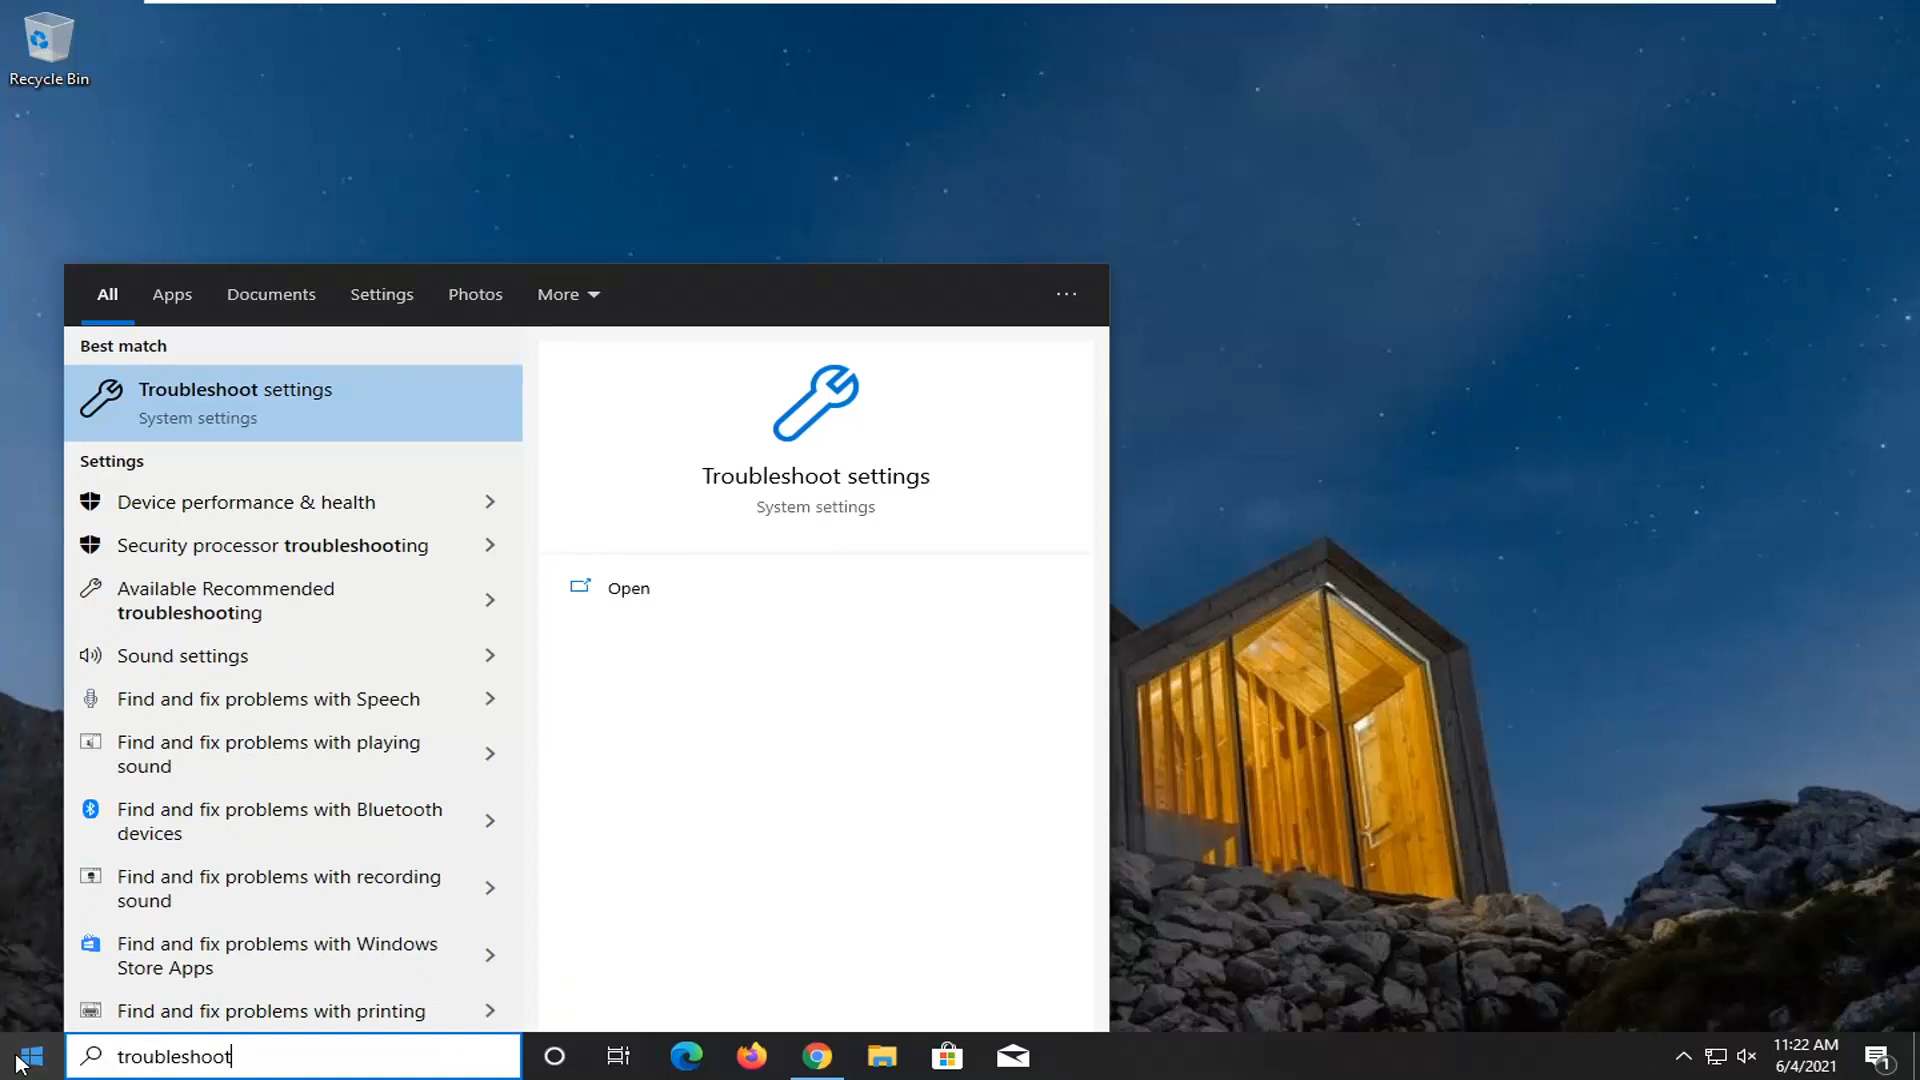 Recycle Bin
All Apps Documents Settings Photos More ···
Best match
Troubleshoot settings
System settings
Settings
Device performance & health
Security processor troubleshooting
Available Recommended
troubleshooting
Sound settings
Find and fix problems with Speech
Find and fix problems with playing
sound
Find and fix problems with Bluetooth
devices
Find and fix problems with recording
sound
Find and fix problems with Windows
Store Apps
Find and fix problems with printing
Troubleshoot settings
System settings
Open
troubleshoot
11:22 AM
6/4/2021
1